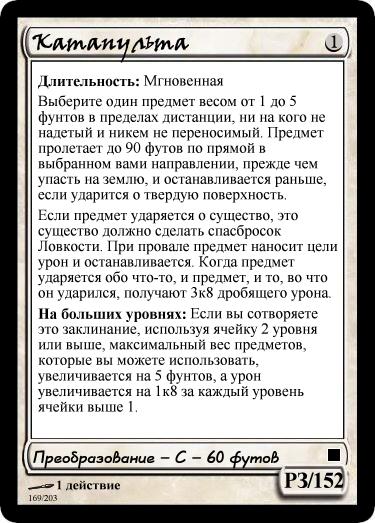 Катапульта
1
Длительность: Мгновенная
Выберите один предмет весом от 1 до 5
фунтов в пределах дистанции, ни на кого не
надетый и никем не переносимый. Предмет
пролетает до 90 футов по прямой в
выбранном вами направлении, прежде чем
упасть на землю, и останавливается раньше,
если ударится о твердую поверхность.
Если предмет ударяется о существо, это
существо должно сделать спасбросок
Ловкости. При провале предмет наносит цели
урон и останавливается. Когда предмет
ударяется обо что-то, и предмет, и то, во что
он ударился, получают 3к8 дробящего урона.
На больших уровнях: Если вы сотворяете
это заклинание, используя ячейку 2 уровня
или выше, максимальный вес предметов,
которые вы можете использовать,
увеличивается на 5 фунтов, а урон
увеличивается на 1к8 за каждый уровень
ячейки выше 1.
Преобразование – С – 60 футов
P3/152
1 действие
169/203